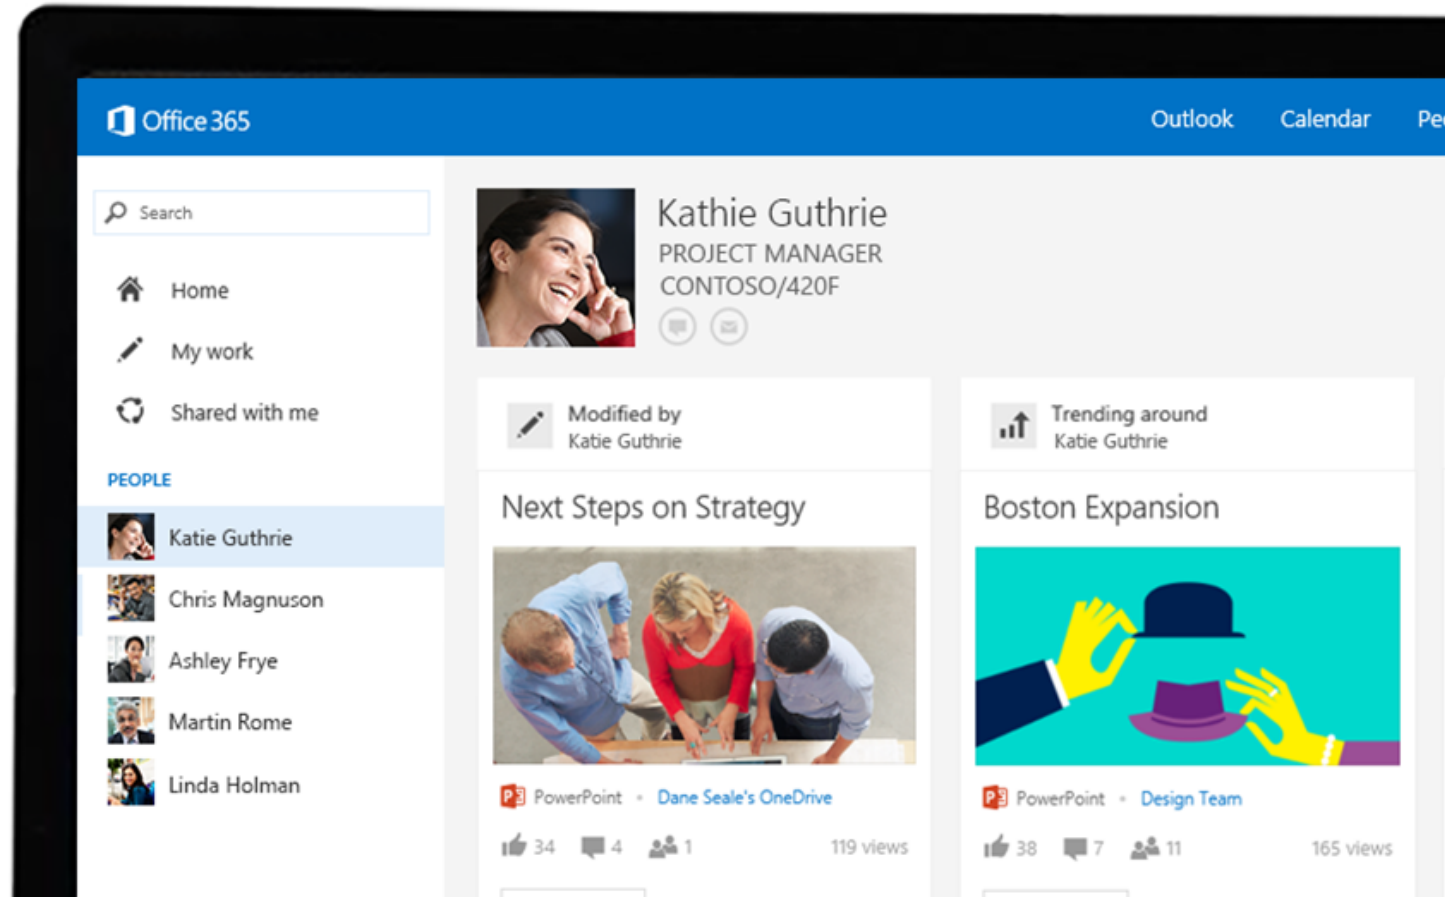 Office 365
Outlook Calendar
Search
Home
My work
Shared with me
PEOPLE
Katie Guthrie
Chris Magnuson
Ashley Frye
Martin Rome
Linda Holman
Kathie Guthrie
PROJECT MANAGER
CONTOSO/420F
Modified by
Katie Guthrie
Next Steps on Strategy
PowerPoint • Dane Seale's OneDrive
34 4 1 119 views
Trending around
Katie Guthrie
Boston Expansion
PowerPoint • Design Team
38 7 11 165 views